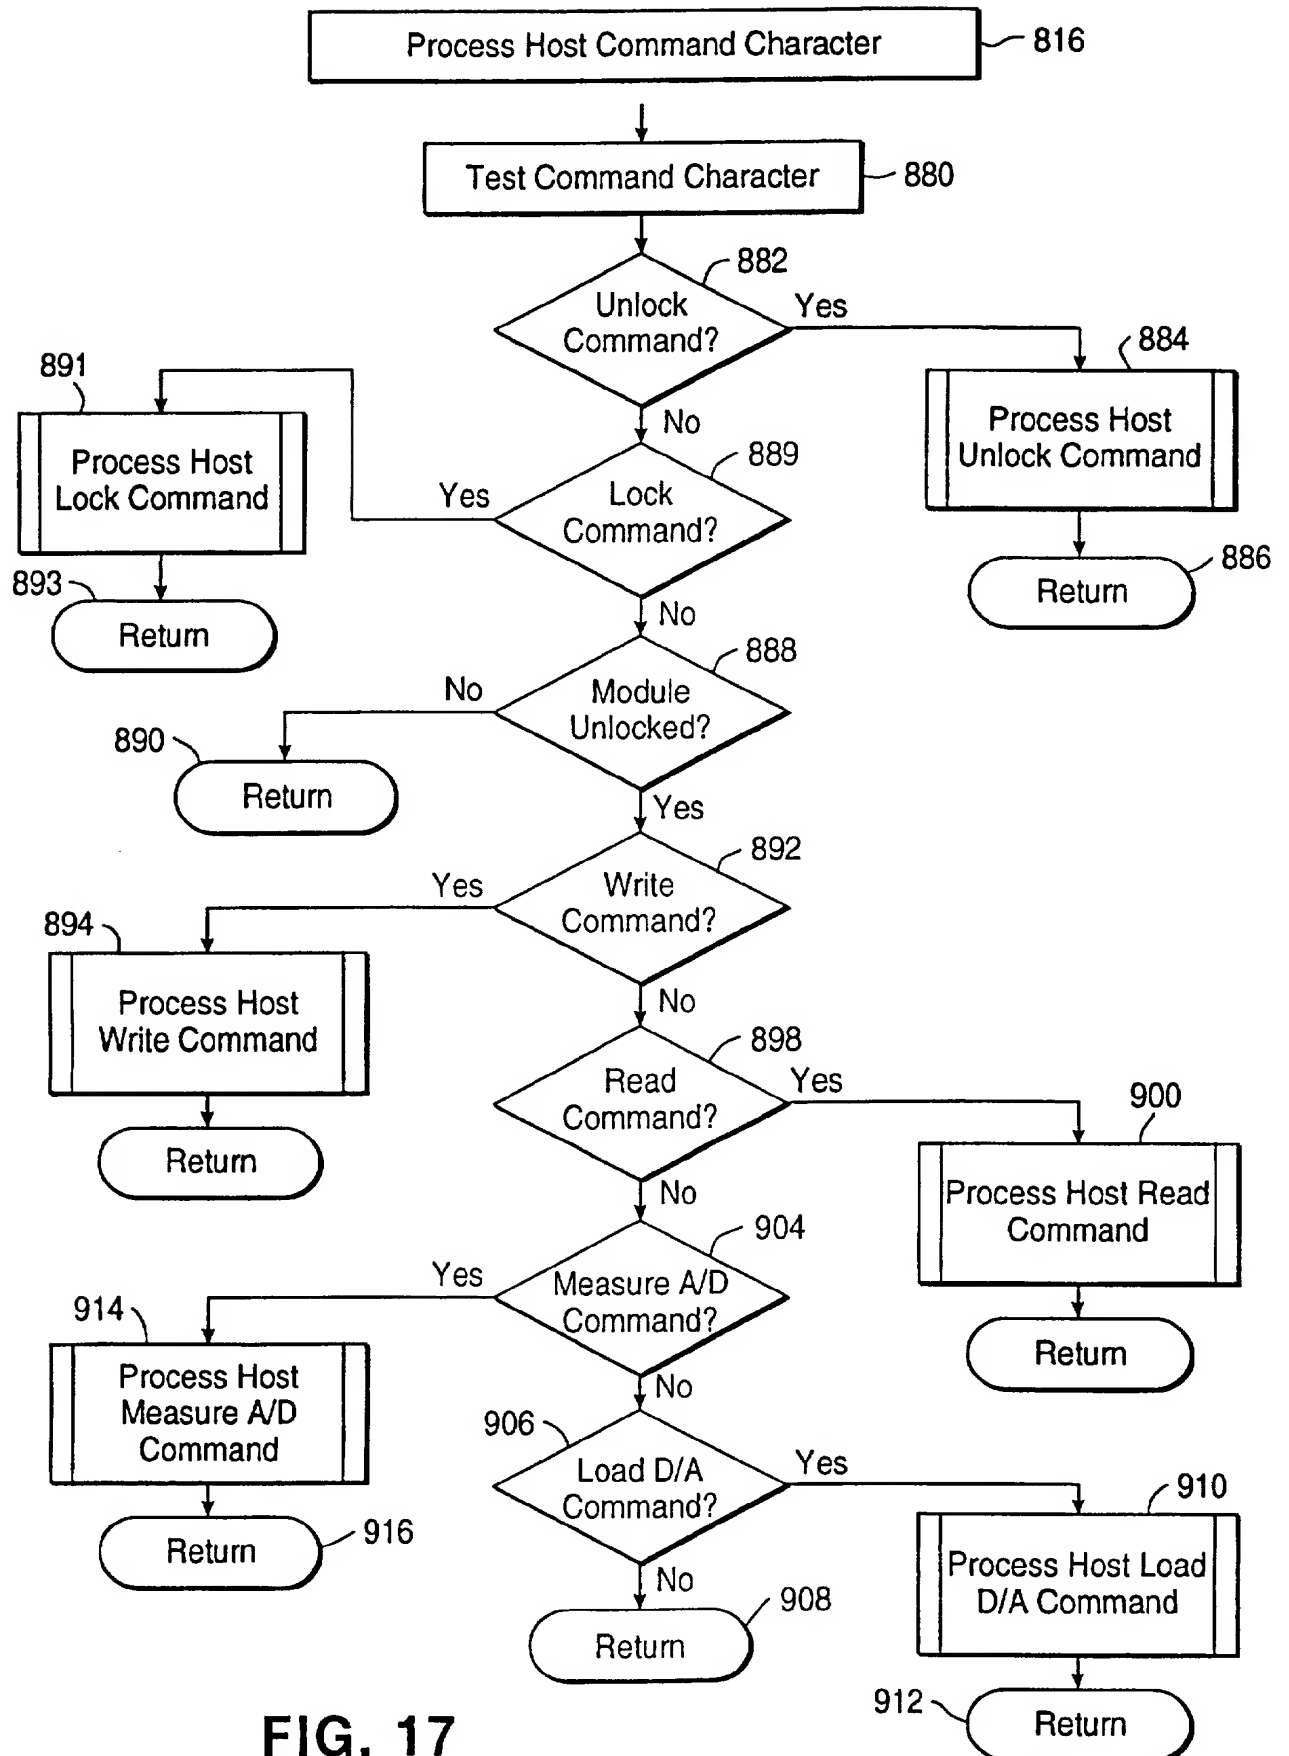 Process Host Command Character
816
Test Command Character
880
882
Unlock
Command?
Yes
884
Process Host
Unlock Command
886
Return
No
891
Process Host
Lock Command
893
Return
889
Lock
Command?
Yes
No
888
Module
Unlocked?
No
890
Return
Yes
892
Write
Command?
Yes
894
Process Host
Write Command
Return
No
898
Read
Command?
Yes
900
Process Host Read
Command
Return
No
904
Measure A/D
Command?
Yes
914
Process Host
Measure A/D
Command
916
Return
No
906
Load D/A
Command?
Yes
910
Process Host Load
D/A Command
912
Return
No
908
Return
FIG. 17